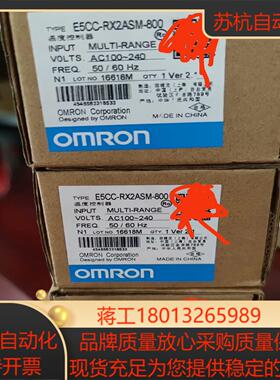 苏杭自动
TYPE E5CC-RX2ASM-800
温度控制器
INPUT MULTI-RANGE
VOLTS AC100~240
FREQ. 50 / 60 Hz
N1 LOT NO. 16618M QTY. 1 Ver 2.
4548583318533
OMRON Corporation
Designed by OMRON
MADE IN CHINA
OMRON
TYPE E5CC-RX2ASM-800
温度控制器
INPUT MULTI-RANGE
VOLTS AC100~240
FREQ. 50 / 60 Hz
N1 LOT NO. 16618M QTY. 1 Ver 2.
OMRON Corporation
Designed by OMRON
MADE IN CHINA
OMRON
蒋工18013265989
自动化
品牌质量放心采购质量保
开票
现货充足为您提供稳定的